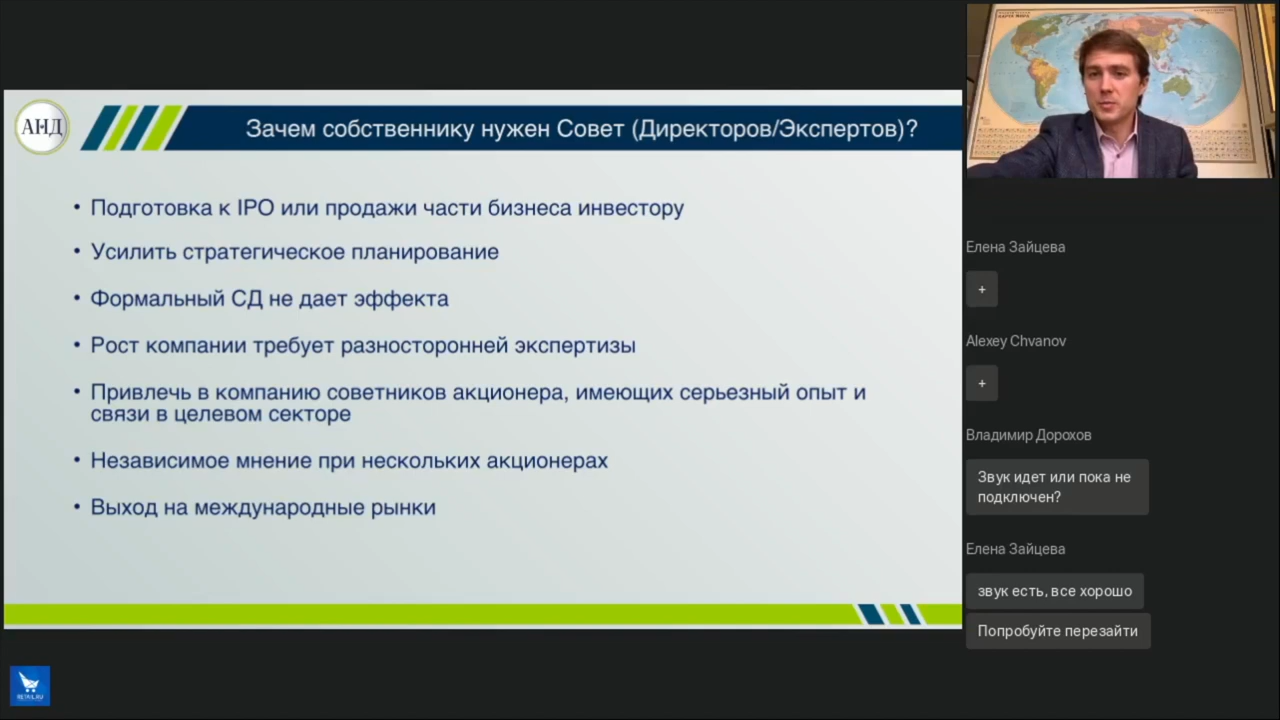 АНД
Зачем собственнику нужен Совет (Директоров/Экспертов)?
• Подготовка к IPO или продажи части бизнеса инвестору
• Усилить стратегическое планирование
• Формальный СД не дает эффекта
• Рост компании требует разносторонней экспертизы
• Привлечь в компанию советников акционера, имеющих серьезный опыт и
связи в целевом секторе
• Независимое мнение при нескольких акционерах
• Выход на международные рынки
RETAIL.RU
Елена Зайцева
+
Alexey Chvanov
+
Владимир Дорохов
Звук идет или пока не
подключен?
Елена Зайцева
звук есть, все хорошо
Попробуйте перезайти